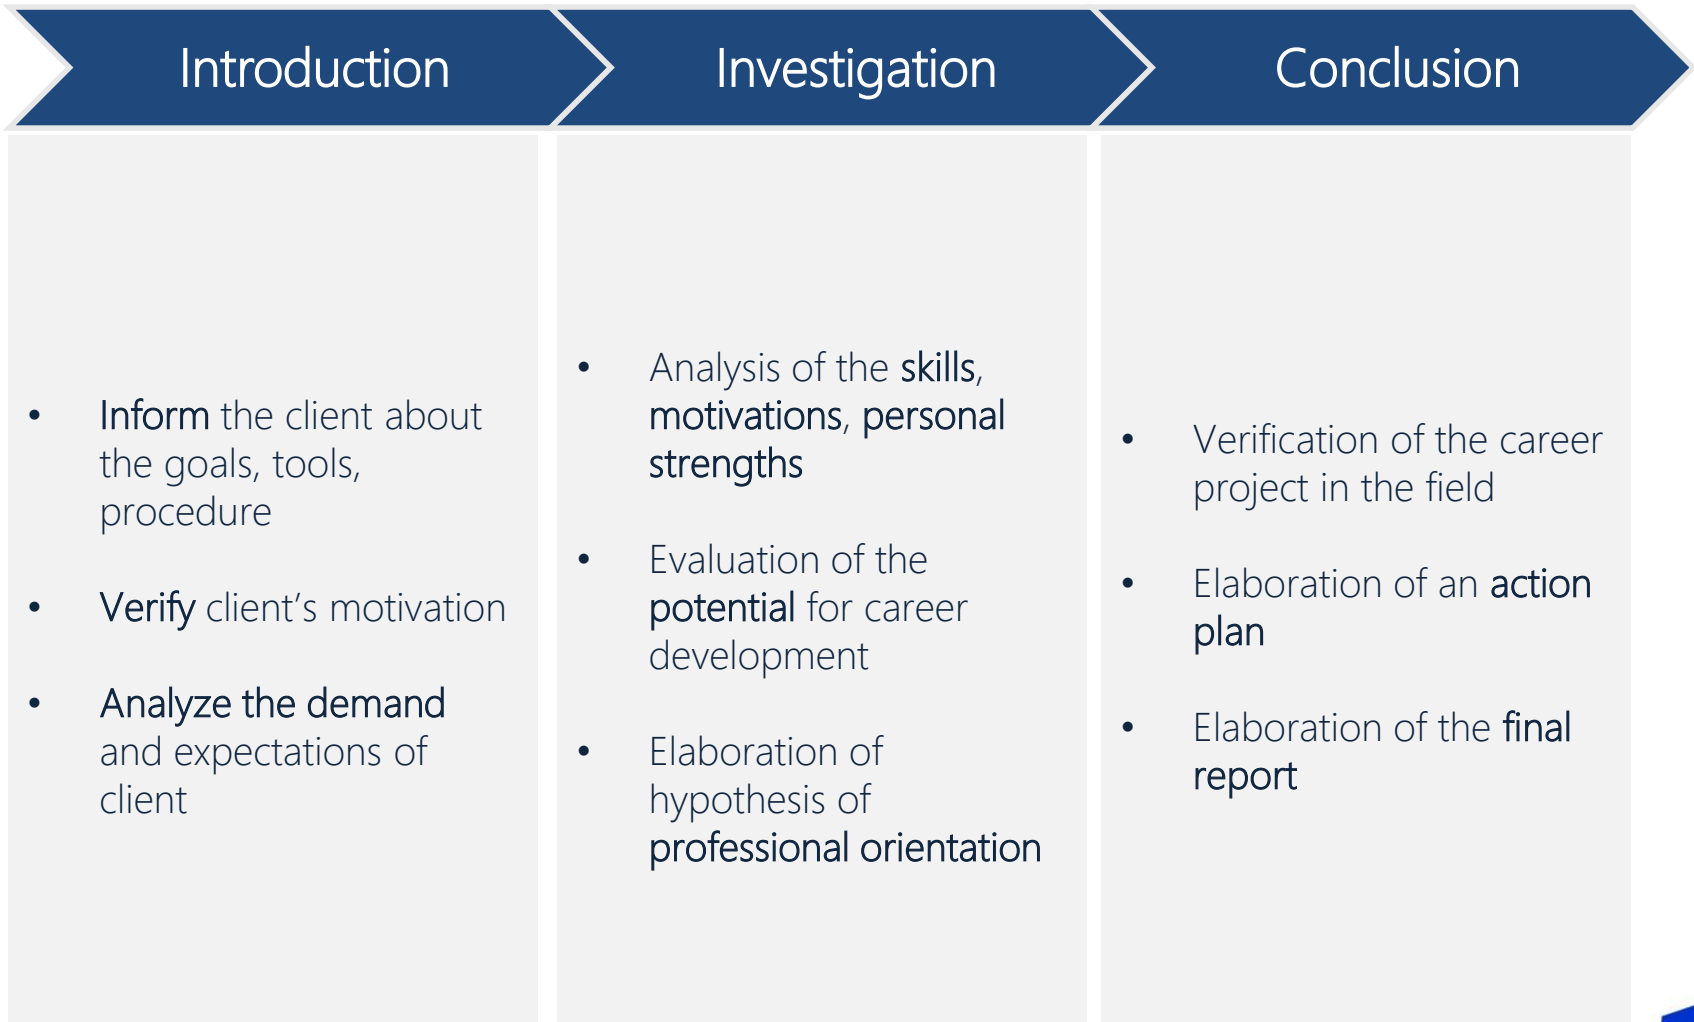 Introduction
Investigation
Conclusion
• Inform the client about
the goals, tools,
procedure
• Verify client’s motivation
• Analyze the demand
and expectations of
client
• Analysis of the skills,
motivations, personal
strengths
• Evaluation of the
potential for career
development
• Elaboration of
hypothesis of
professional orientation
• Verification of the career
project in the field
• Elaboration of an action
plan
• Elaboration of the final
report